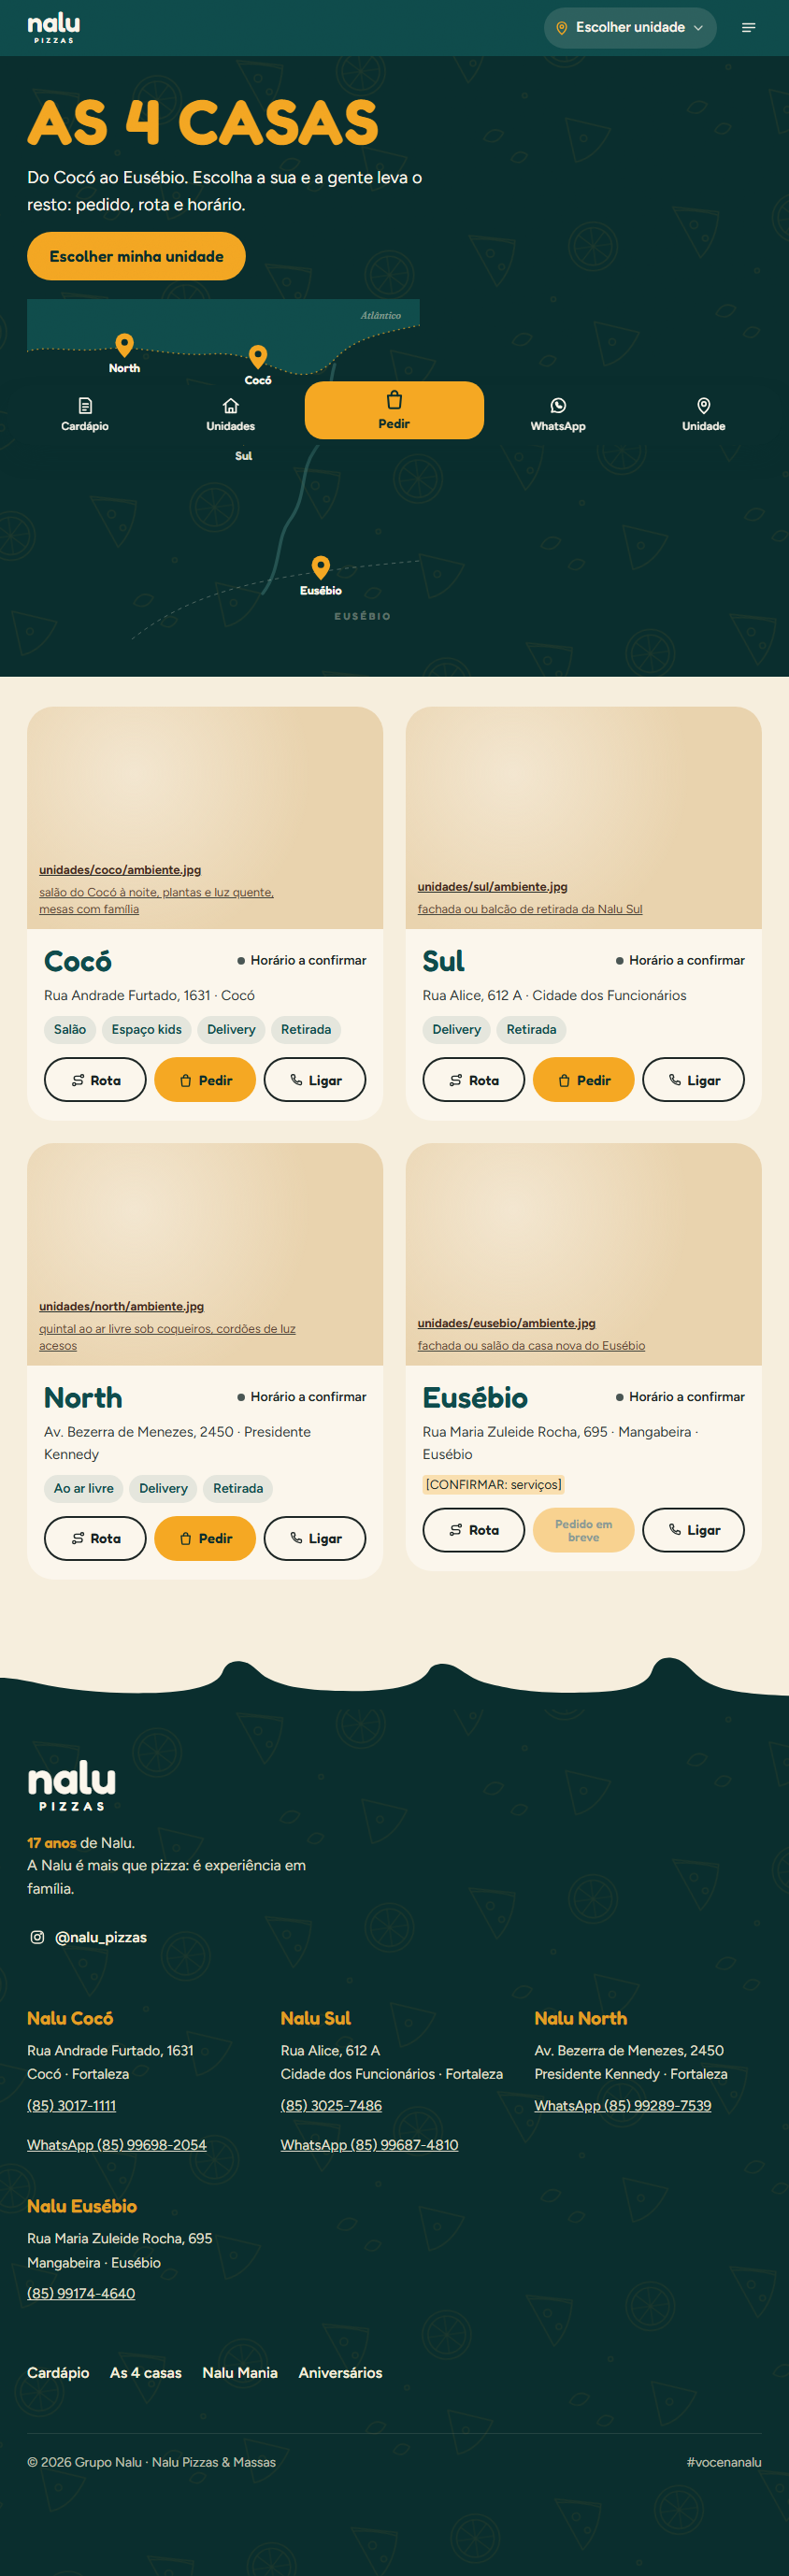 nalu
PIZZAS
Escolher unidade
AS 4 CASAS
Do Cocó ao Eusébio. Escolha a sua e a gente leva o
resto: pedido, rota e horário.
Escolher minha unidade
Atlântico
North
Cocó
Cardápio
Unidades
Pedir
WhatsApp
Unidade
Sul
Eusébio
EUSÉBIO
unidades/coco/ambiente.jpg
salão do Cocó à noite, plantas e luz quente,
mesas com família
Cocó
Horário a confirmar
Rua Andrade Furtado, 1631 · Cocó
Salão
Espaço kids
Delivery
Retirada
Rota
Pedir
Ligar
unidades/sul/ambiente.jpg
fachada ou balcão de retirada da Nalu Sul
Sul
Horário a confirmar
Rua Alice, 612 A · Cidade dos Funcionários
Delivery
Retirada
Rota
Pedir
Ligar
unidades/north/ambiente.jpg
quintal ao ar livre sob coqueiros, cordões de luz
acesos
North
Horário a confirmar
Av. Bezerra de Menezes, 2450 · Presidente
Kennedy
Ao ar livre
Delivery
Retirada
Rota
Pedir
Ligar
unidades/eusebio/ambiente.jpg
fachada ou salão da casa nova do Eusébio
Eusébio
Horário a confirmar
Rua Maria Zuleide Rocha, 695 · Mangabeira ·
Eusébio
[CONFIRMAR: serviços]
Rota
Pedido em
breve
Ligar
nalu
PIZZAS
17 anos de Nalu.
A Nalu é mais que pizza: é experiência em
família.
@nalu_pizzas
Nalu Cocó
Rua Andrade Furtado, 1631
Cocó · Fortaleza
(85) 3017-1111
WhatsApp (85) 99698-2054
Nalu Sul
Rua Alice, 612 A
Cidade dos Funcionários · Fortaleza
(85) 3025-7486
WhatsApp (85) 99687-4810
Nalu North
Av. Bezerra de Menezes, 2450
Presidente Kennedy · Fortaleza
WhatsApp (85) 99289-7539
Nalu Eusébio
Rua Maria Zuleide Rocha, 695
Mangabeira · Eusébio
(85) 99174-4640
Cardápio
As 4 casas
Nalu Mania
Aniversários
© 2026 Grupo Nalu · Nalu Pizzas & Massas
#vocenanalu